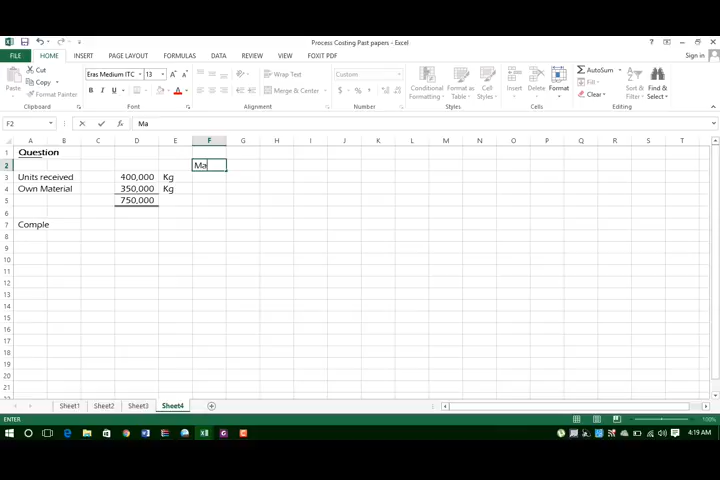 Process Costing Past papers - Excel
Sign in
FILE HOME INSERT PAGE LAYOUT FORMULAS DATA REVIEW VIEW FOXIT PDF
Cut
Copy
Format Painter
Paste
Clipboard
Eras Medium ITC 13
B I U
Font
Wrap Text
Merge & Center
Alignment
Custom
$ % ,
Number
Conditional Formatting
Format as Table
Cell Styles
Styles
Insert Delete Format
Cells
AutoSum
Fill
Clear
Sort & Filter
Find & Select
Editing
F2 Ma
A B C D E F G H I J K L M N O P Q R S T
1 Question
2 Ma
3 Units received 400,000 Kg
4 Own Material 350,000 Kg
5 750,000
6
7 Comple
8
9
10
11
12
13
14
15
16
17
18
19
20
21
Sheet1 Sheet2 Sheet3 Sheet4
ENTER 100%
4:19 AM